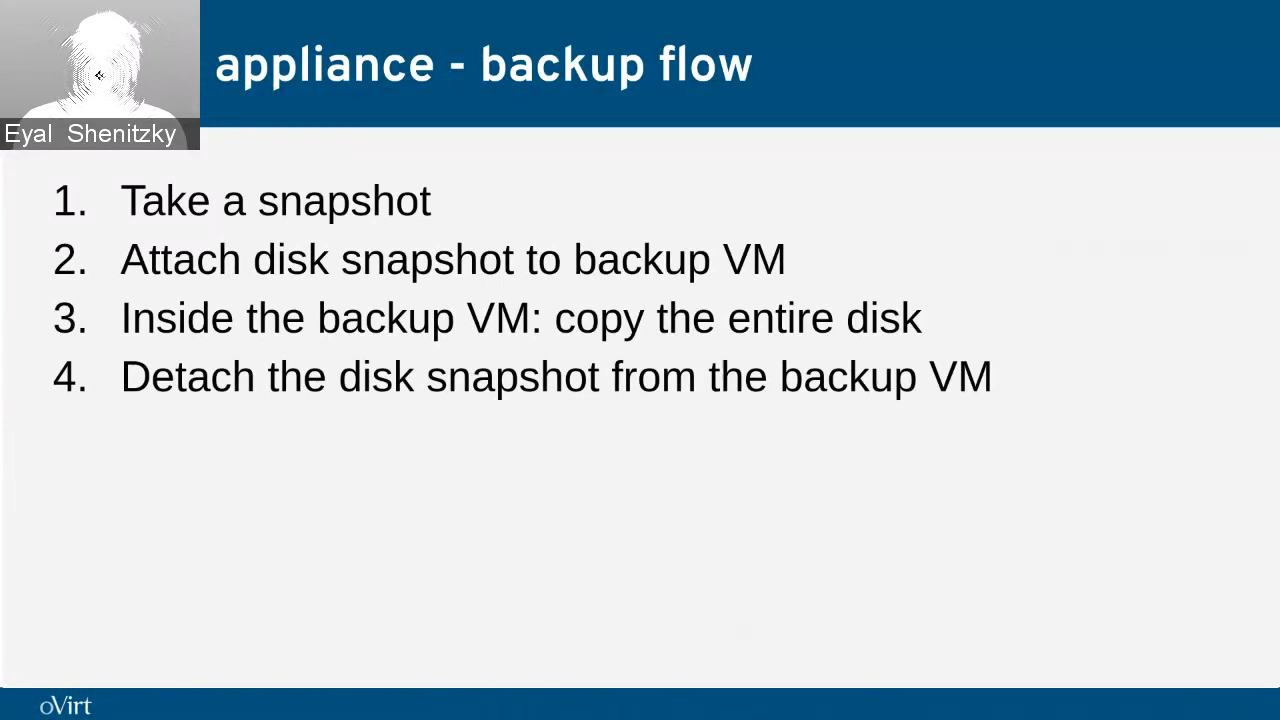 appliance - backup flow
Eyal Shenitzky
1. Take a snapshot
2. Attach disk snapshot to backup VM
3. Inside the backup VM: copy the entire disk
4. Detach the disk snapshot from the backup VM
oVirt